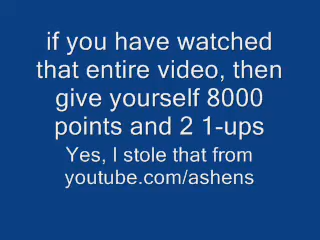 if you have watched
that entire video, then
give yourself 8000
points and 2 1-ups
Yes, I stole that from
youtube.com/ashens